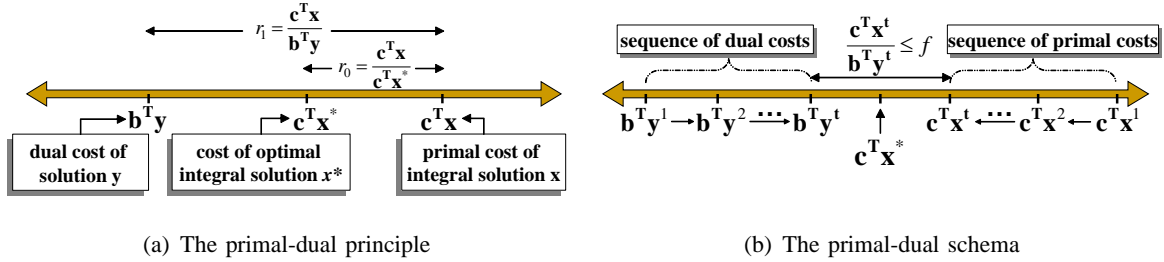 r₁ = cᵀx / bᵀy
r₀ = cᵀx / cᵀx*
bᵀy
cᵀx*
cᵀx
dual cost of
solution y
cost of optimal
integral solution x*
primal cost of
integral solution x
(a) The primal-dual principle
sequence of dual costs
cᵀxᵗ / bᵀyᵗ ≤ f
sequence of primal costs
bᵀy¹ → bᵀy² ... bᵀyᵗ
cᵀxᵗ ← ... cᵀx² ← cᵀx¹
cᵀx*
(b) The primal-dual schema